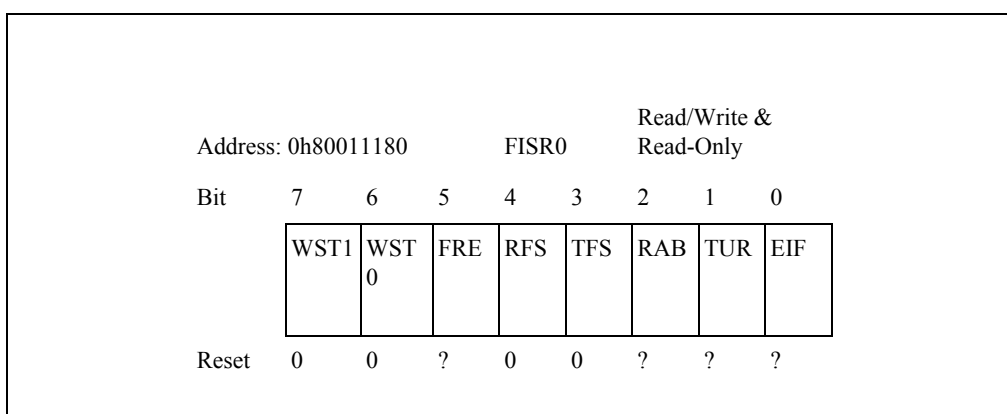 Read/Write &
Address: 0h80011180 FISR0 Read-Only
Bit 7 6 5 4 3 2 1 0
WST1 WST FRE RFS TFS RAB TUR EIF
0
Reset 0 0 ? 0 0 ? ? ?